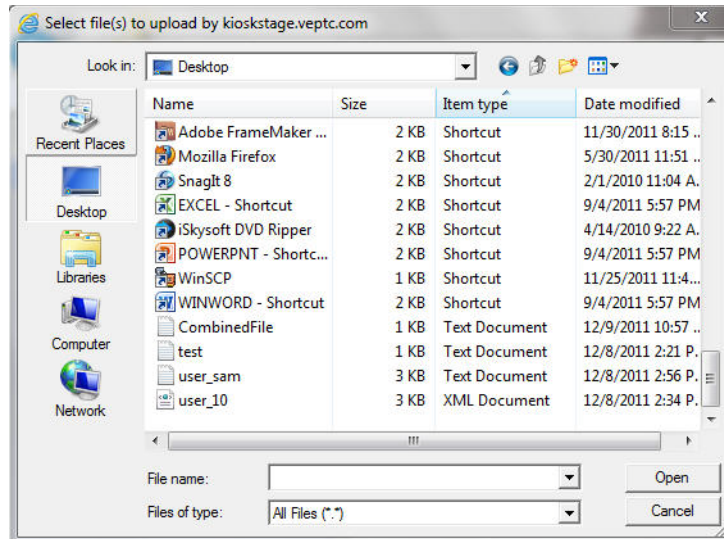 Select file(s) to upload by kioskstage.veptc.com
Look in: Desktop
Name Size Item type Date modified
Adobe FrameMaker ... 2 KB Shortcut 11/30/2011 8:15 ..
Mozilla Firefox 2 KB Shortcut 5/30/2011 11:51 ..
SnagIt 8 2 KB Shortcut 2/1/2010 11:04 A.
EXCEL - Shortcut 2 KB Shortcut 9/4/2011 5:57 PM
iSkysoft DVD Ripper 2 KB Shortcut 4/14/2010 9:22 A.
POWERPNT - Shortc... 2 KB Shortcut 9/4/2011 5:57 PM
WinSCP 1 KB Shortcut 11/25/2011 11:4...
WINWORD - Shortcut 2 KB Shortcut 9/4/2011 5:57 PM
CombinedFile 1 KB Text Document 12/9/2011 10:57 ..
test 1 KB Text Document 12/8/2011 2:21 P.
user_sam 3 KB Text Document 12/8/2011 2:56 P.
user_10 3 KB XML Document 12/8/2011 2:34 P.
Recent Places
Desktop
Libraries
Computer
Network
File name:
Open
Files of type: All Files (*.*)
Cancel